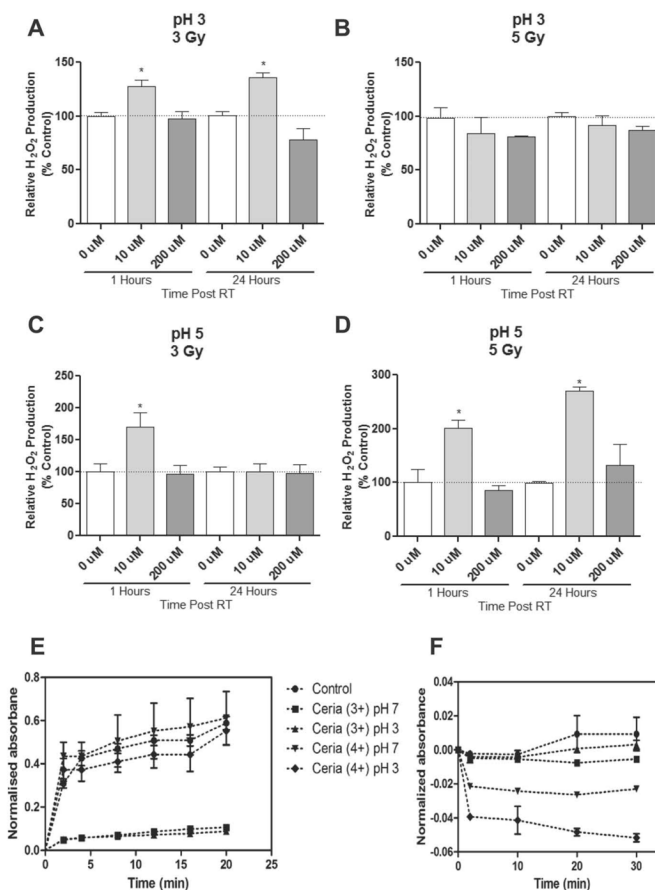 A
pH 3
3 Gy
Relative H2O2 Production
(% Control)
150
100
50
0
0 uM
10 uM
200 uM
0 uM
10 uM
200 uM
*
*
1 Hours
24 Hours
Time Post RT
B
pH 3
5 Gy
Relative H2O2 Production
(% Control)
150
100
50
0
0 uM
10 uM
200 uM
0 uM
10 uM
200 uM
1 Hours
24 Hours
Time Post RT
C
pH 5
3 Gy
Relative H2O2 Production
(% Control)
250
200
150
100
50
0
0 uM
10 uM
200 uM
0 uM
10 uM
200 uM
*
1 Hours
24 Hours
Time Post RT
D
pH 5
5 Gy
Relative H2O2 Production
(% Control)
300
200
100
0
0 uM
10 uM
200 uM
0 uM
10 uM
200 uM
*
*
1 Hours
24 Hours
Time Post RT
E
Normalised absorbane
0.8
0.6
0.4
0.2
0.0
0
5
10
15
20
25
Time (min)
Control
Ceria (3+) pH 7
Ceria (3+) pH 3
Ceria (4+) pH 7
Ceria (4+) pH 3
F
Normalized absorbance
0.04
0.02
0.00
-0.02
-0.04
-0.06
0
10
20
30
Time (min)